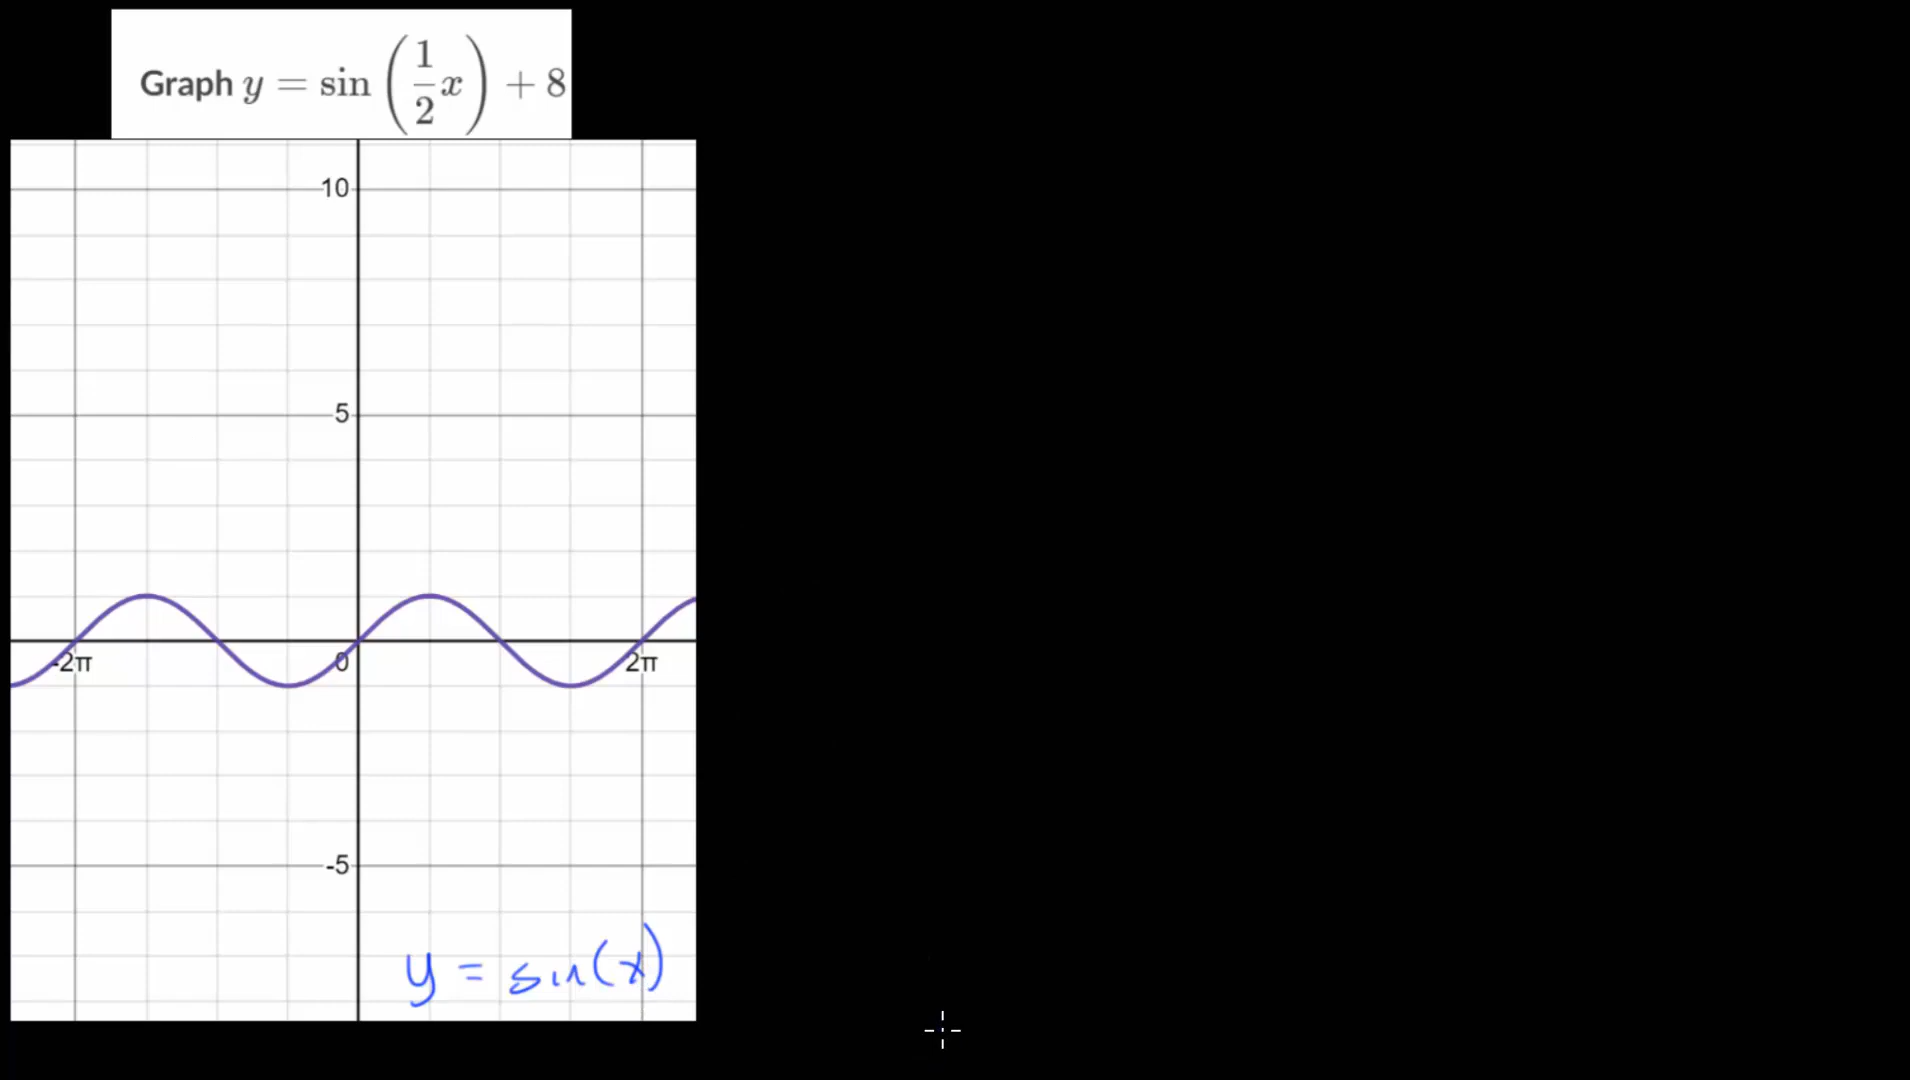 Graph y = sin (1/2 x) + 8
10
5
-2π 0 2π
-5
y = sin(x)